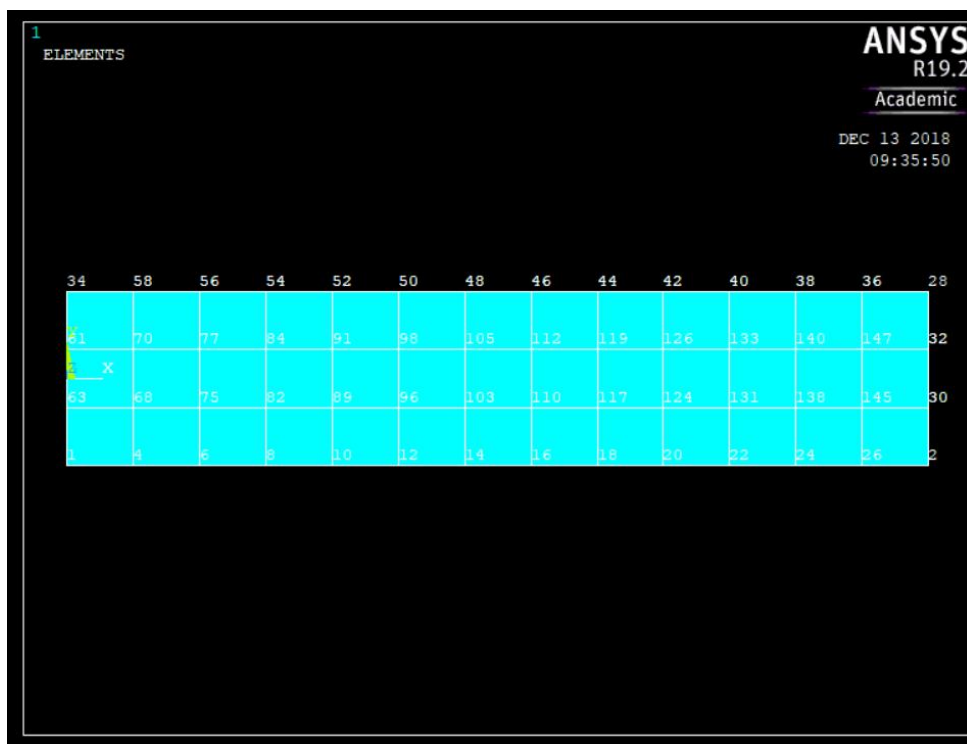 1
ELEMENTS
ANSYS
R19.2
Academic
DEC 13 2018
09:35:50
34 58 56 54 52 50 48 46 44 42 40 38 36 28
Y
61 70 77 84 91 98 105 112 119 126 133 140 147 32
Z X
63 68 75 82 89 96 103 110 117 124 131 138 145 30
1 4 6 8 10 12 14 16 18 20 22 24 26 2